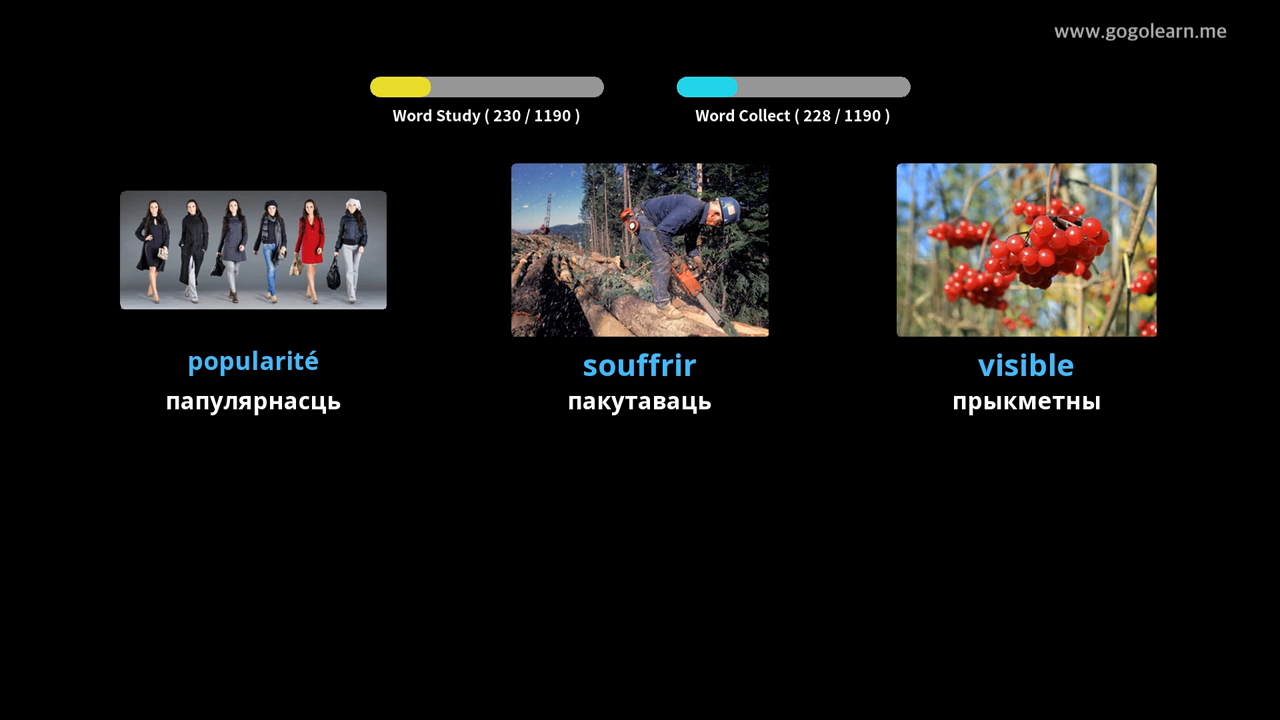 www.gogolearn.me
Word Study ( 230 / 1190 )
Word Collect ( 228 / 1190 )
popularité
папулярнасць
souffrir
пакутаваць
visible
прыкметны